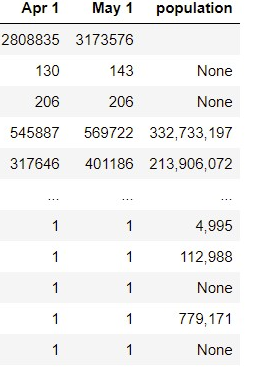 Apr 1 May 1 population
2808835 3173576
130 143 None
206 206 None
545887 569722 332,733,197
317646 401186 213,906,072
... ... ...
1 1 4,995
1 1 112,988
1 1 None
1 1 779,171
1 1 None